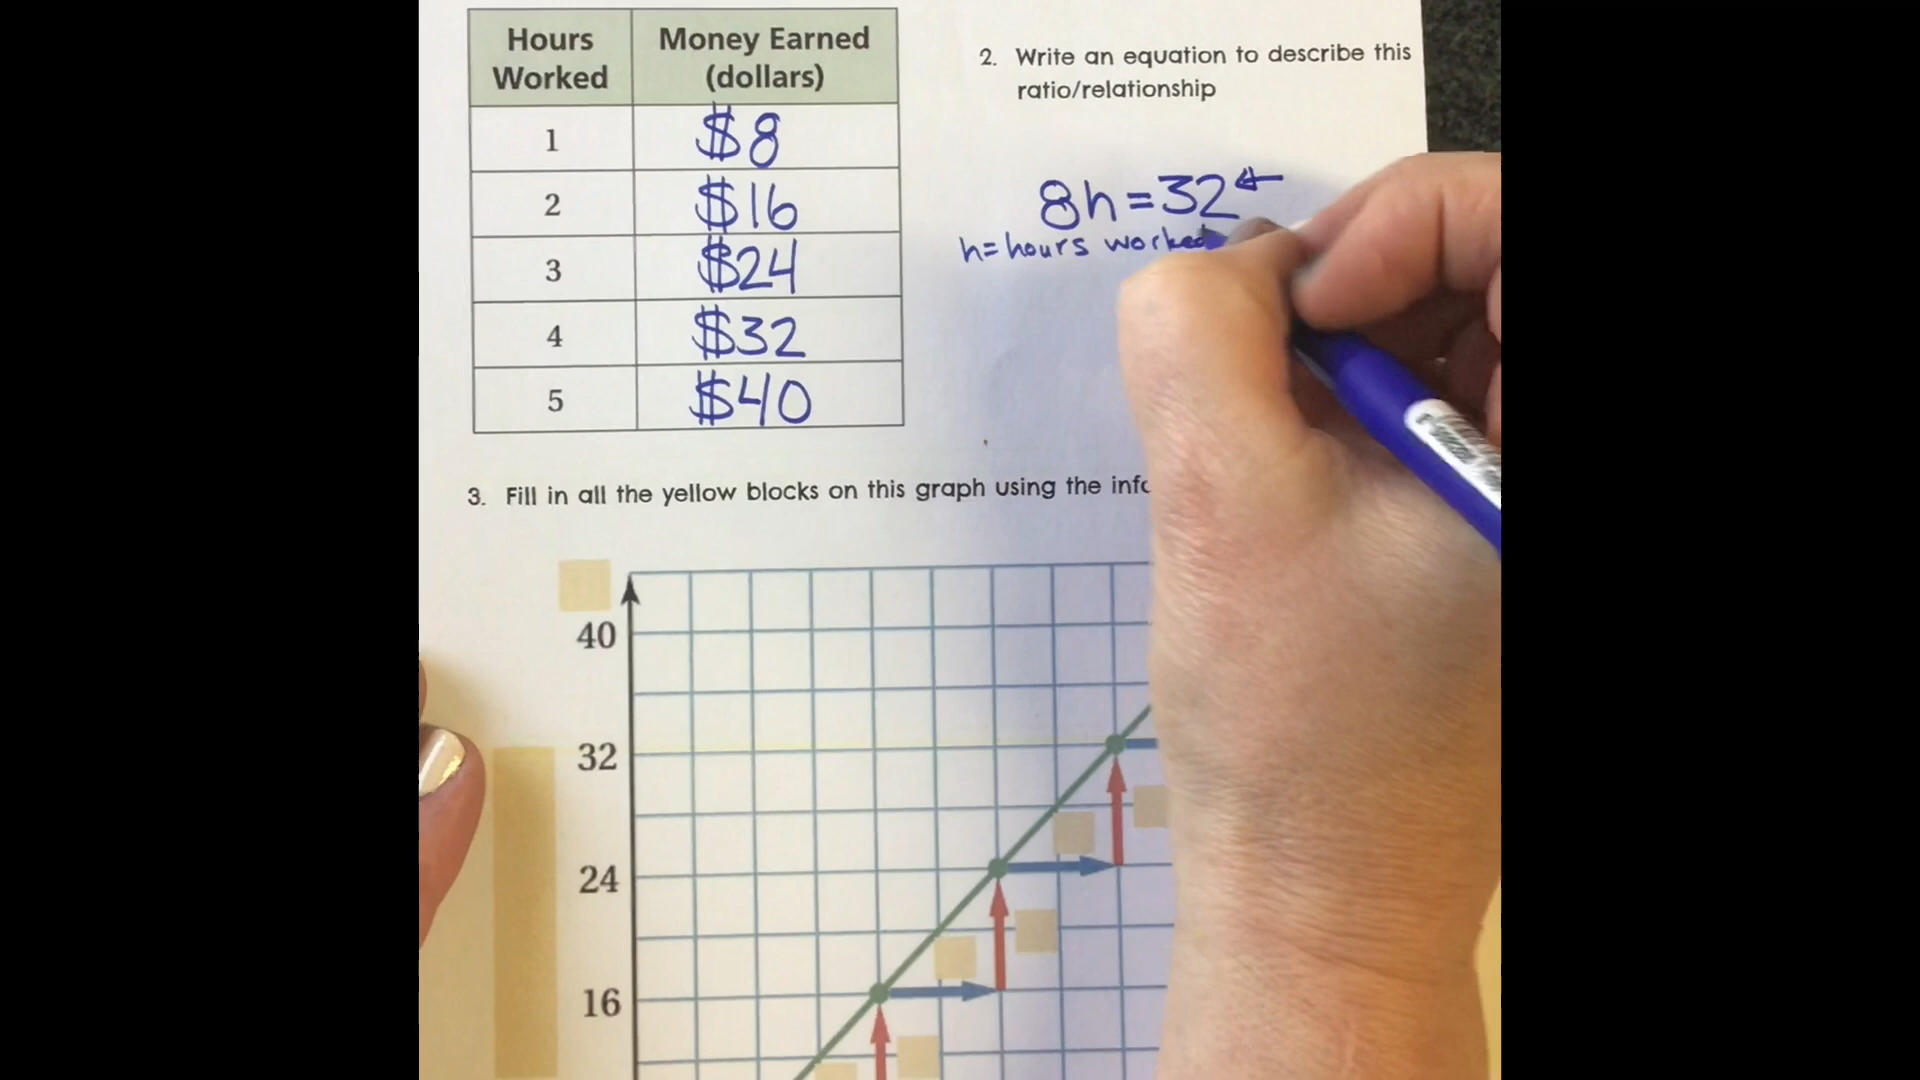 Hours Worked
Money Earned (dollars)
1 $8
2 $16
3 $24
4 $32
5 $40
2. Write an equation to describe this
ratio/relationship
8h=32
h=hours worked
3. Fill in all the yellow blocks on this graph using the
40
32
24
16